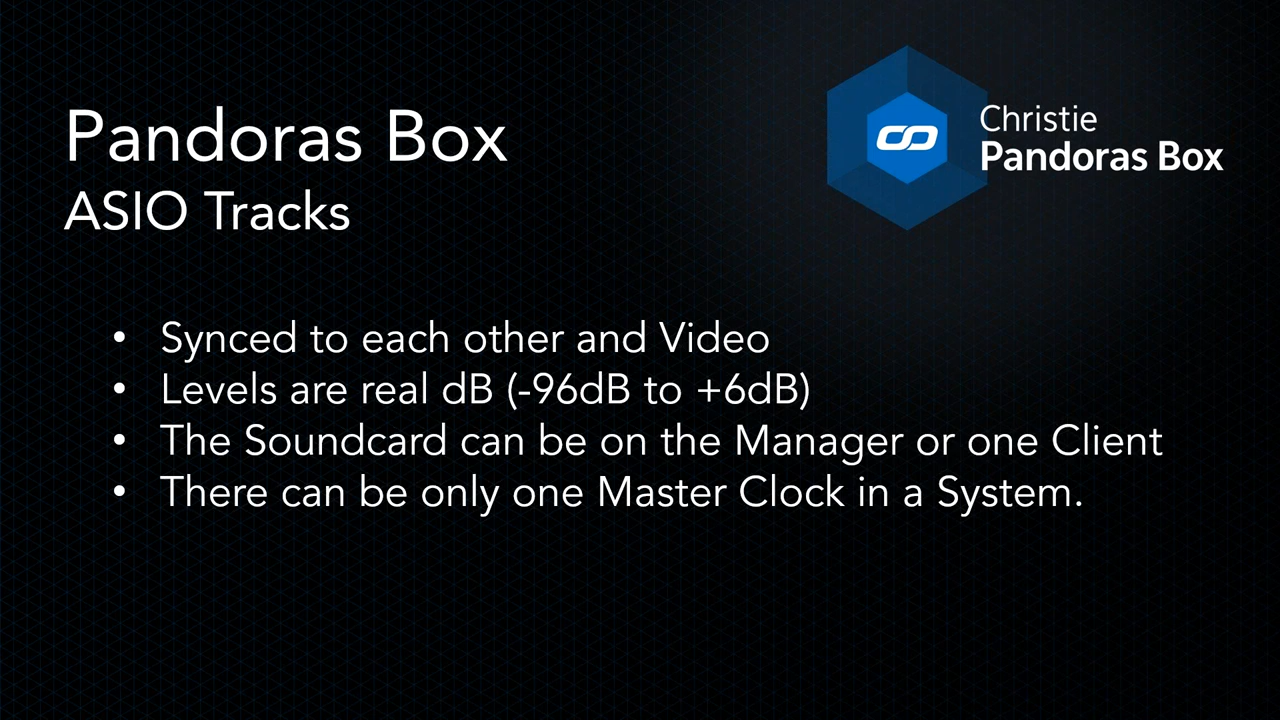 Pandoras Box
ASIO Tracks
Christie
Pandoras Box
• Synced to each other and Video
• Levels are real dB (-96dB to +6dB)
• The Soundcard can be on the Manager or one Client
• There can be only one Master Clock in a System.